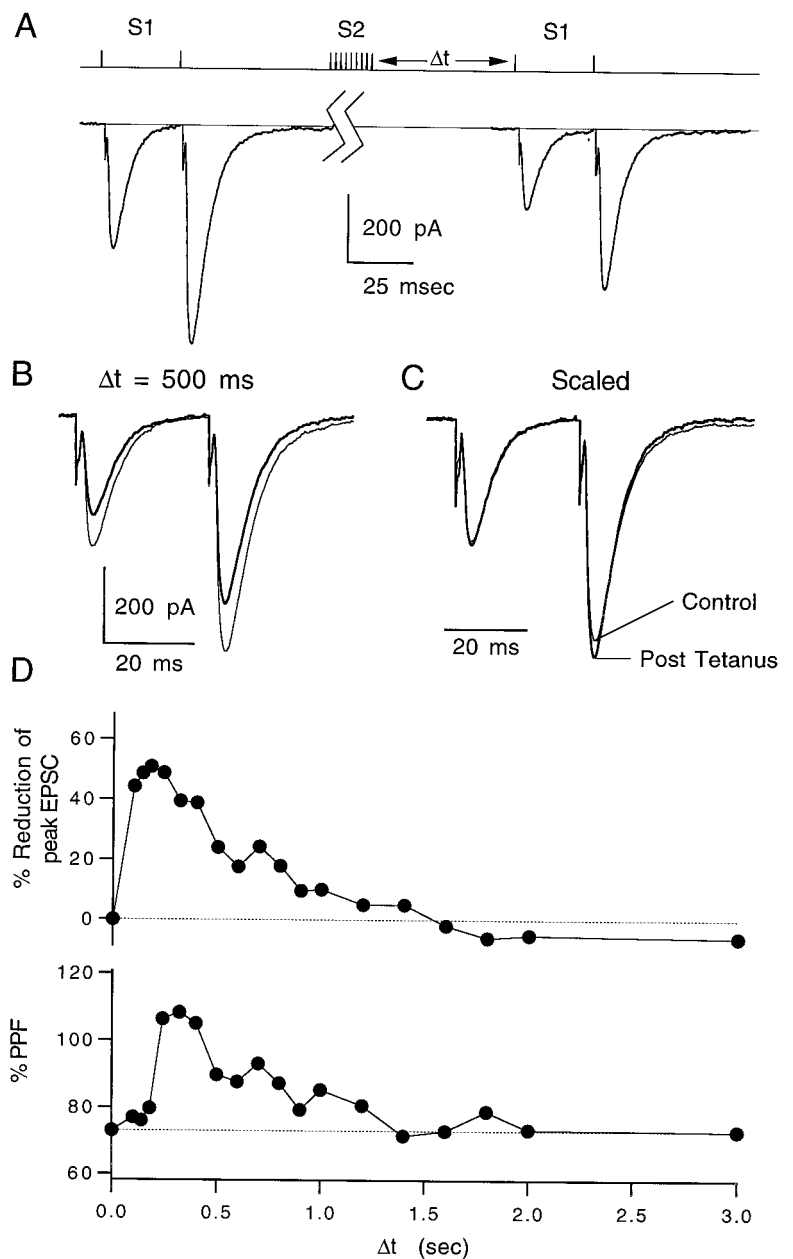 A
S1 S2 S1
Δt
200 pA
25 msec
B
Δt = 500 ms
200 pA
20 ms
C
Scaled
Control
Post Tetanus
20 ms
D
% Reduction of
peak EPSC
60
40
20
0
% PPF
120
100
80
60
0.0 0.5 1.0 1.5 2.0 2.5 3.0
Δt (sec)